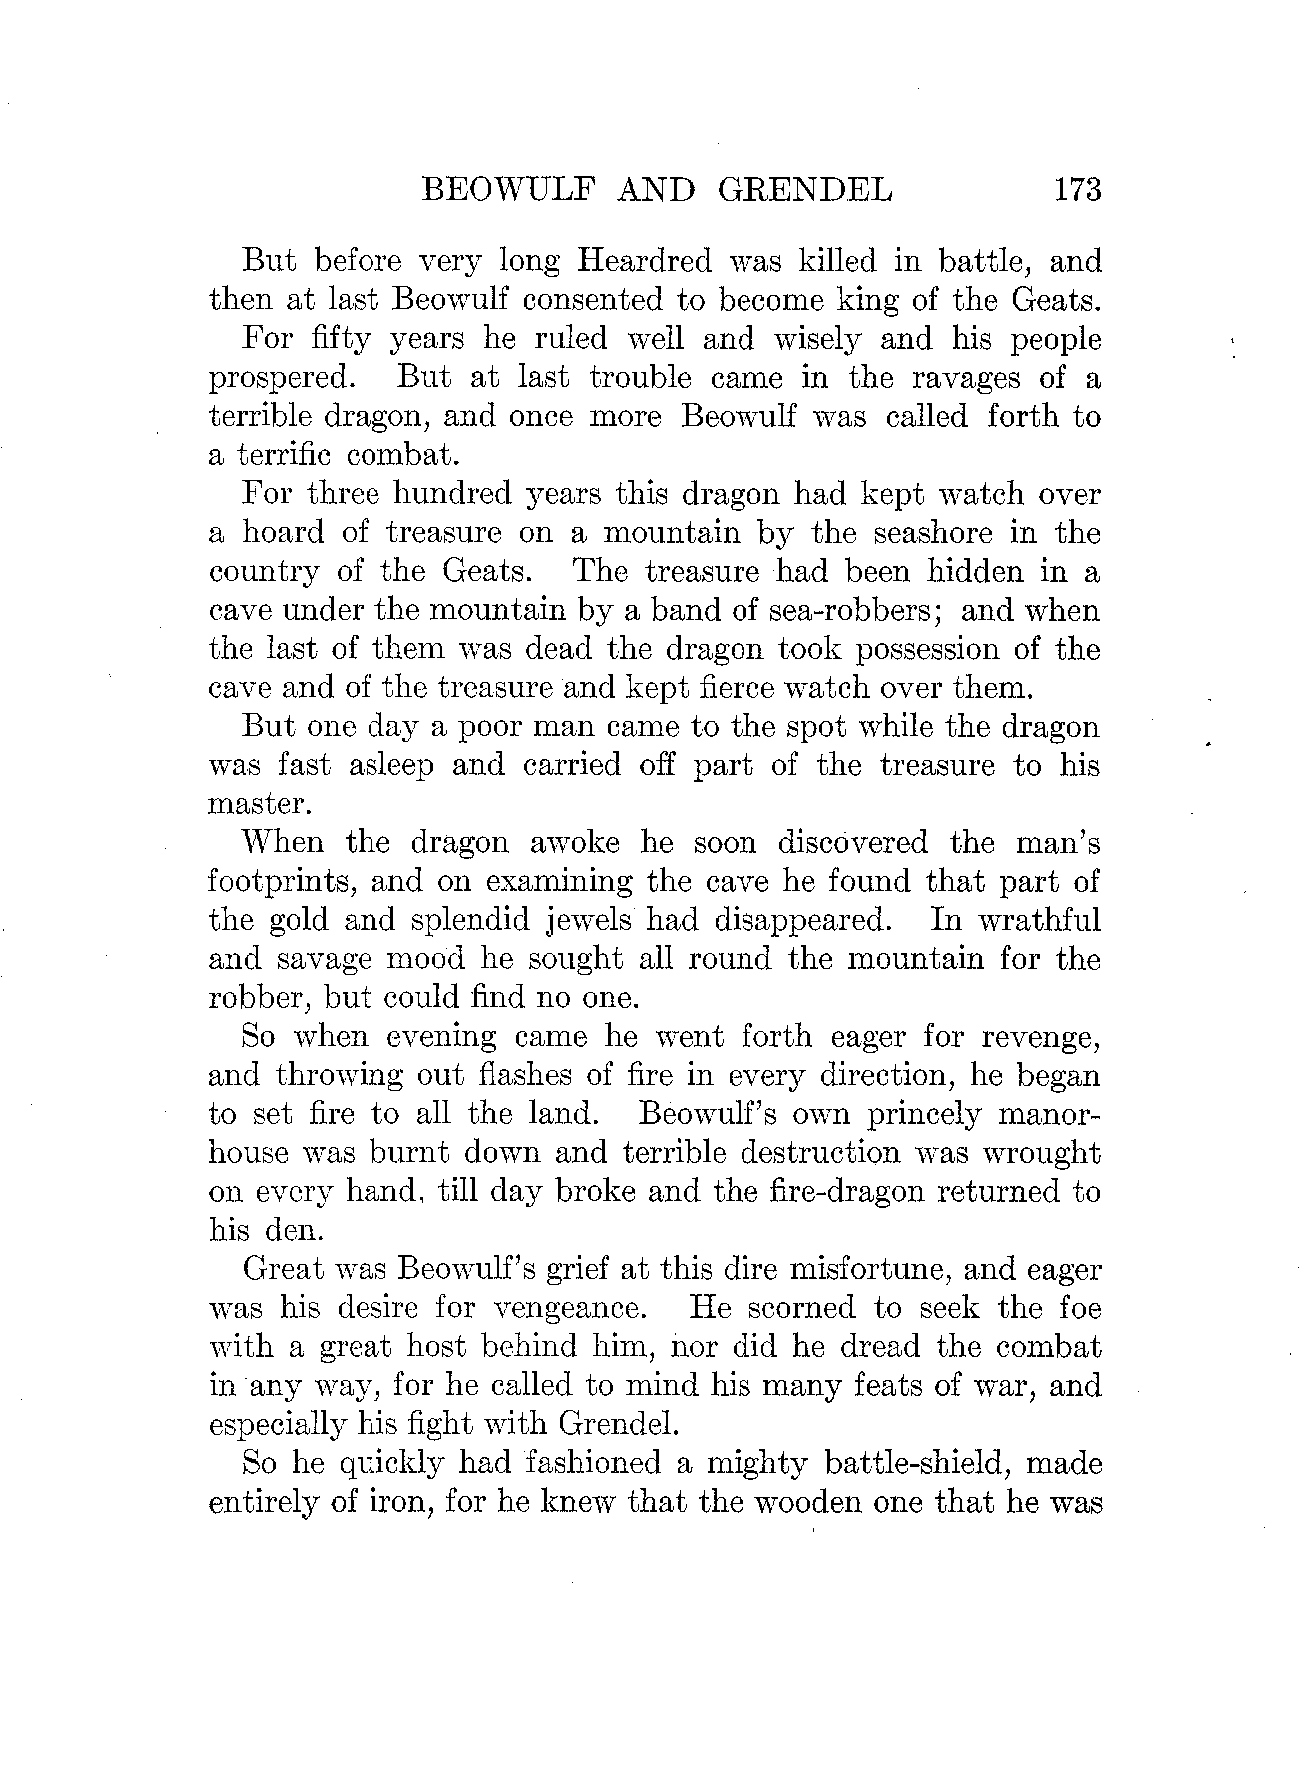 BEOWULF AND GRENDEL 173
But before very long Heardred was killed in battle, and
then at last Beowulf consented to become king of the Geats.
For fifty years he ruled well and wisely and his people
prospered. But at last trouble came in the ravages of a
terrible dragon, and once more Beowulf was called forth to
a terrific combat.
For three hundred years this dragon had kept watch over
a hoard of treasure on a mountain by the seashore in the
country of the Geats. The treasure had been hidden in a
cave under the mountain by a band of sea-robbers; and when
the last of them was dead the dragon took possession of the
cave and of the treasure and kept fierce watch over them.
But one day a poor man came to the spot while the dragon
was fast asleep and carried off part of the treasure to his
master.
When the dragon awoke he soon discovered the man's
footprints, and on examining the cave he found that part of
the gold and splendid jewels had disappeared. In wrathful
and savage mood he sought all round the mountain for the
robber, but could find no one.
So when evening came he went forth eager for revenge,
and throwing out flashes of fire in every direction, he began
to set fire to all the land. Beowulf's own princely manor-
house was burnt down and terrible destruction was wrought
on every hand, till day broke and the fire-dragon returned to
his den.
Great was Beowulf's grief at this dire misfortune, and eager
was his desire for vengeance. He scorned to seek the foe
with a great host behind him, nor did he dread the combat
in any way, for he called to mind his many feats of war, and
especially his fight with Grendel.
So he quickly had fashioned a mighty battle-shield, made
entirely of iron, for he knew that the wooden one that he was